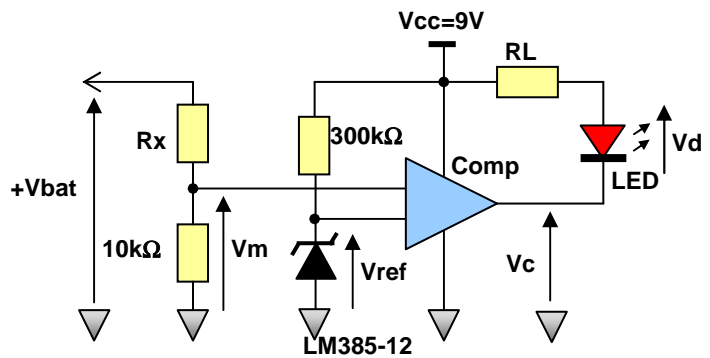 Vcc=9V
RL
Rx
300kΩ
Vd
Comp
+Vbat
LED
10kΩ
Vm
Vref
Vc
LM385-12